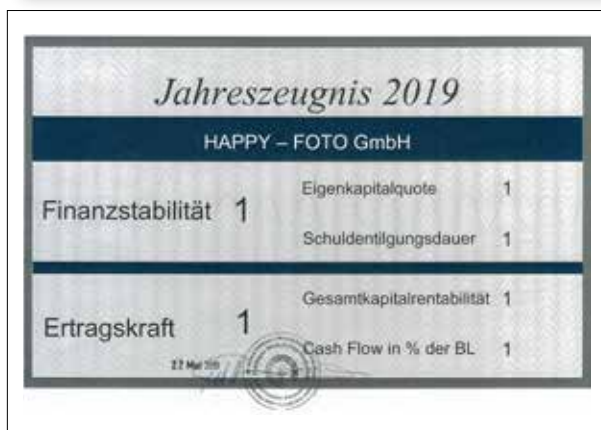 Jahreszeugnis 2019
HAPPY – FOTO GmbH
Finanzstabilität 1
Eigenkapitalquote 1
Schuldentilgungsdauer 1
Ertragskraft 1
Gesamtkapitalrentabilität 1
Cash Flow in % der BL 1